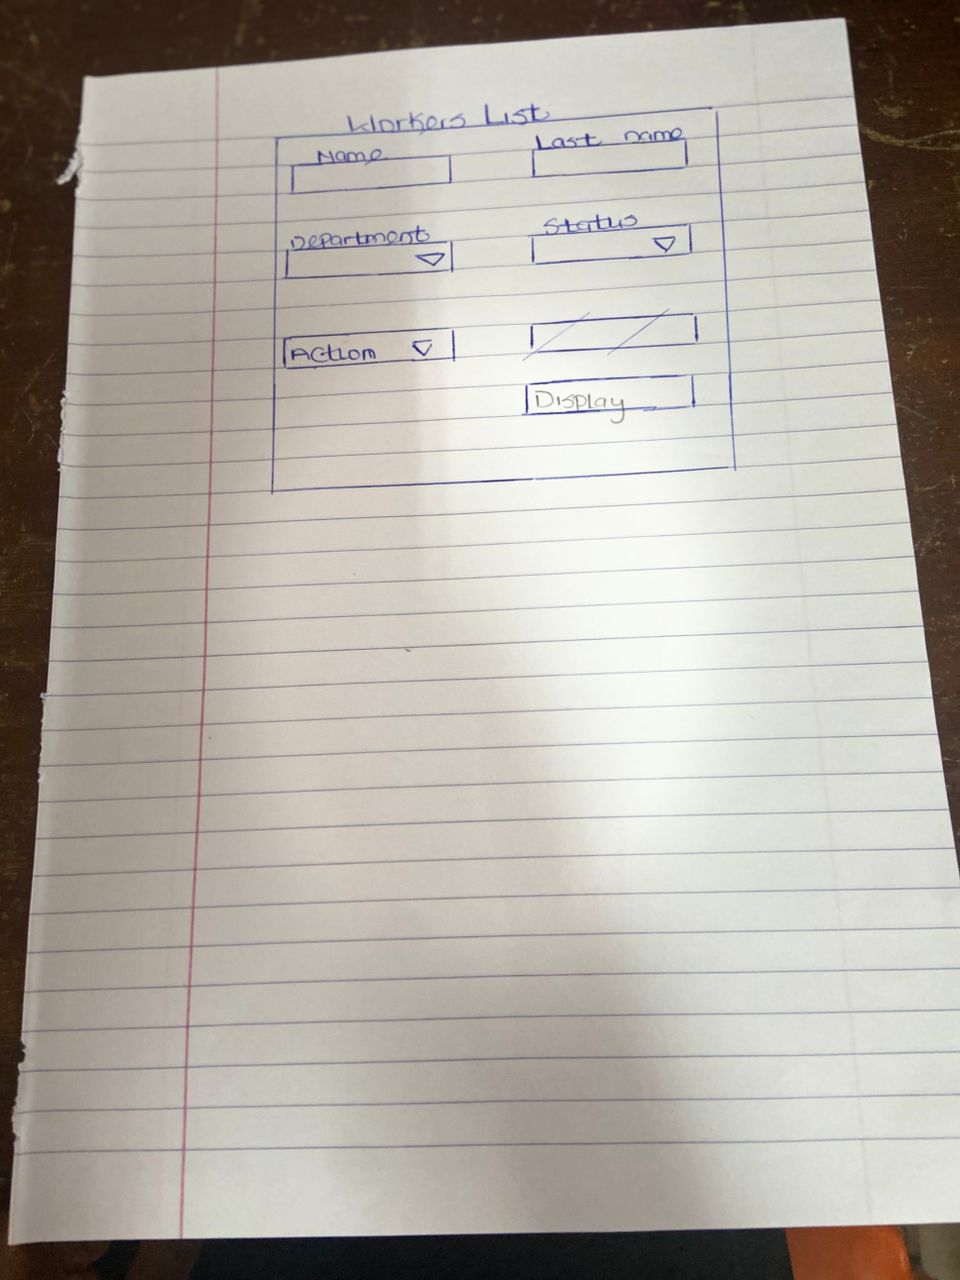 Workers List
Name
Last name
Department
Status
Action
Display